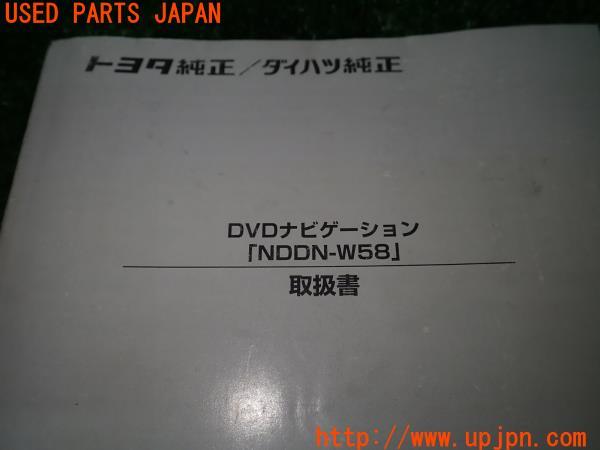 USED PARTS JAPAN
トヨタ純正／ダイハツ純正
DVDナビゲーション
「NDDN-W58」
取扱書
http://www.upjpn.com